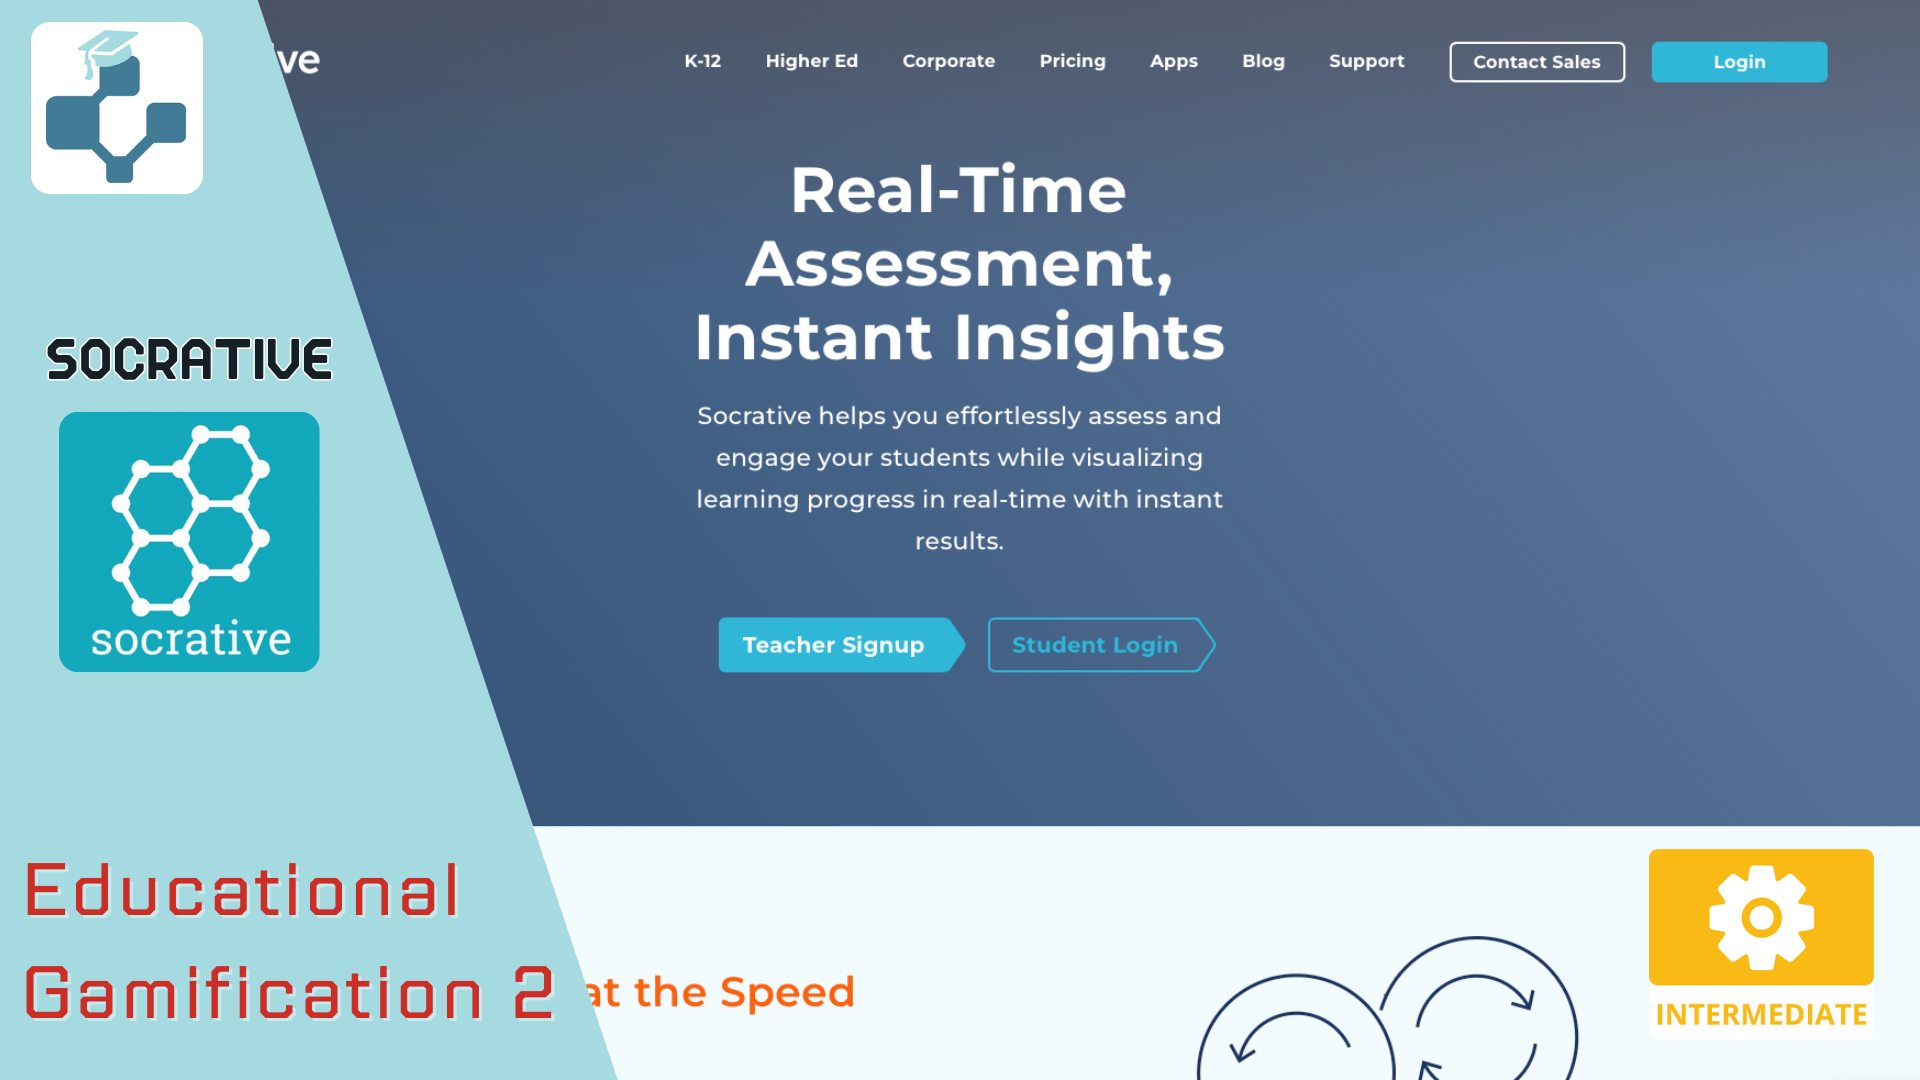 ve
K-12 Higher Ed Corporate Pricing Apps Blog Support Contact Sales Login
Real-Time
Assessment,
Instant Insights
Socrative helps you effortlessly assess and
engage your students while visualizing
learning progress in real-time with instant
results.
Teacher Signup Student Login
SOCRATIVE
socrative
Educational
Gamification 2
at the Speed
INTERMEDIATE